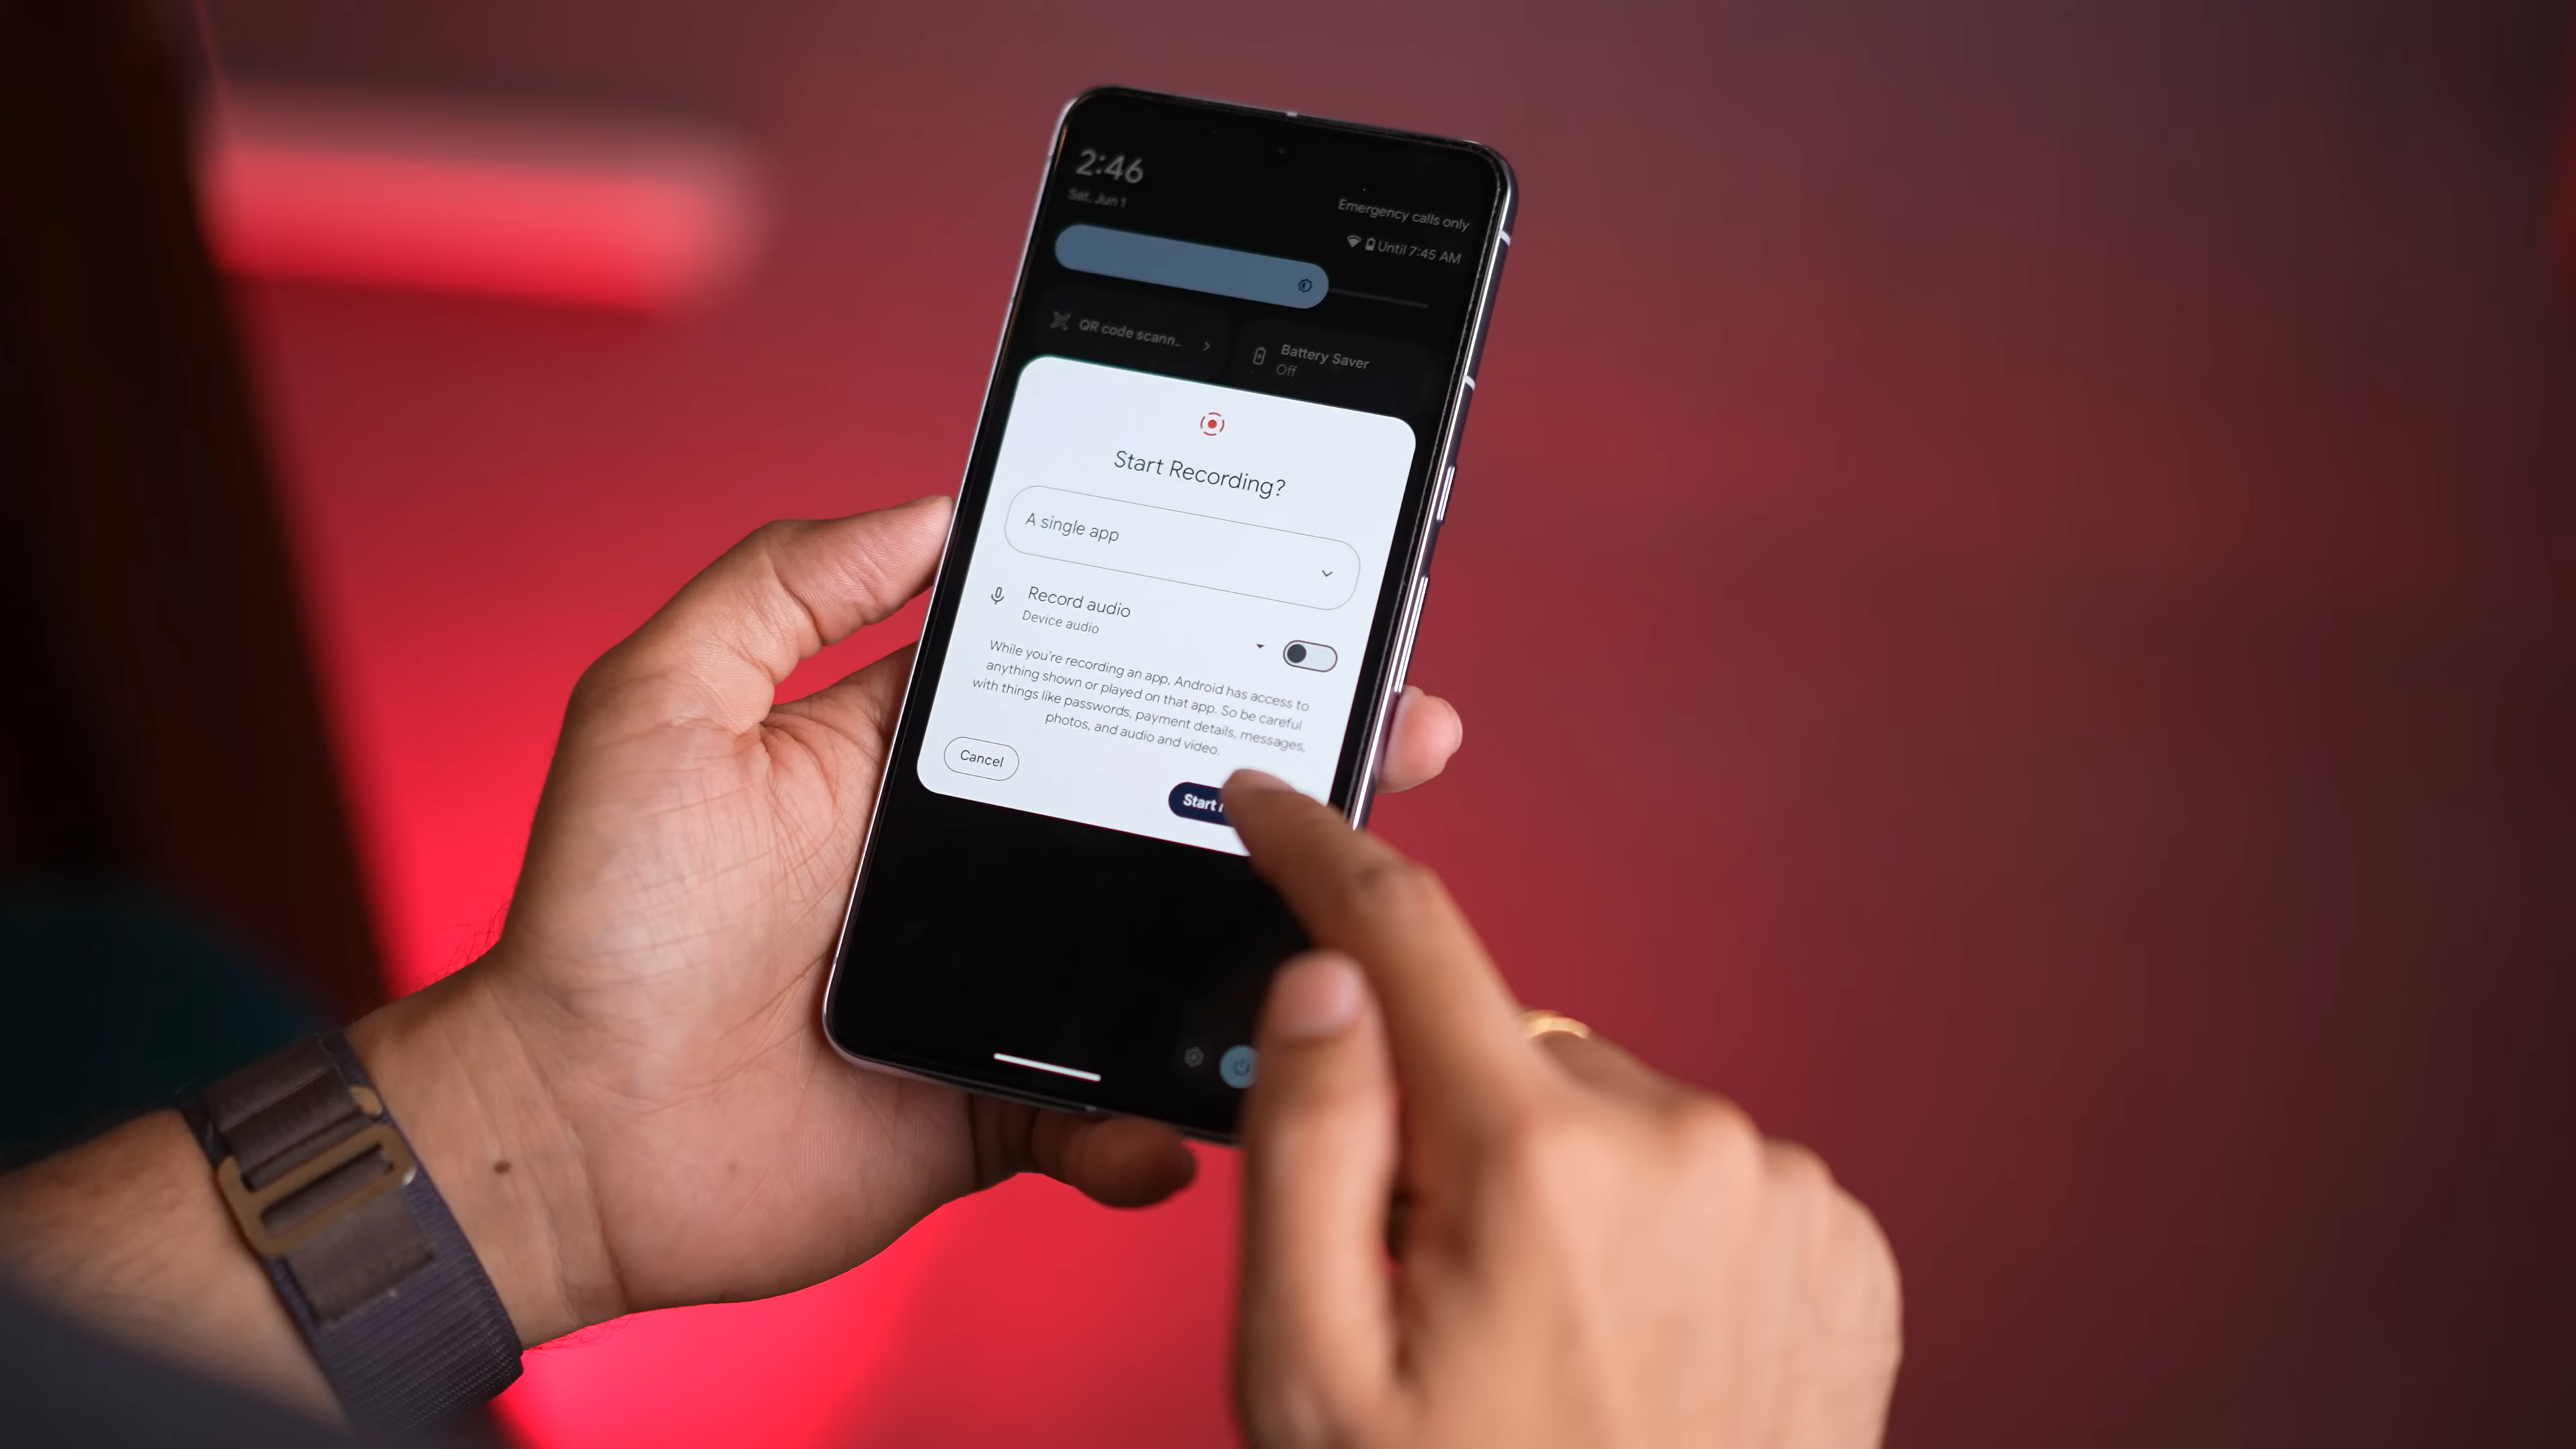 2:46
Sat, Jun 1
Emergency calls only
Until 7:45 AM
QR code scann..
Battery Saver
Off
Start Recording?
A single app
Record audio
Device audio
While you're recording an app, Android has access to
anything shown or played on that app. So be careful
with things like passwords, payment details, messages,
photos, and audio and video.
Cancel
Start